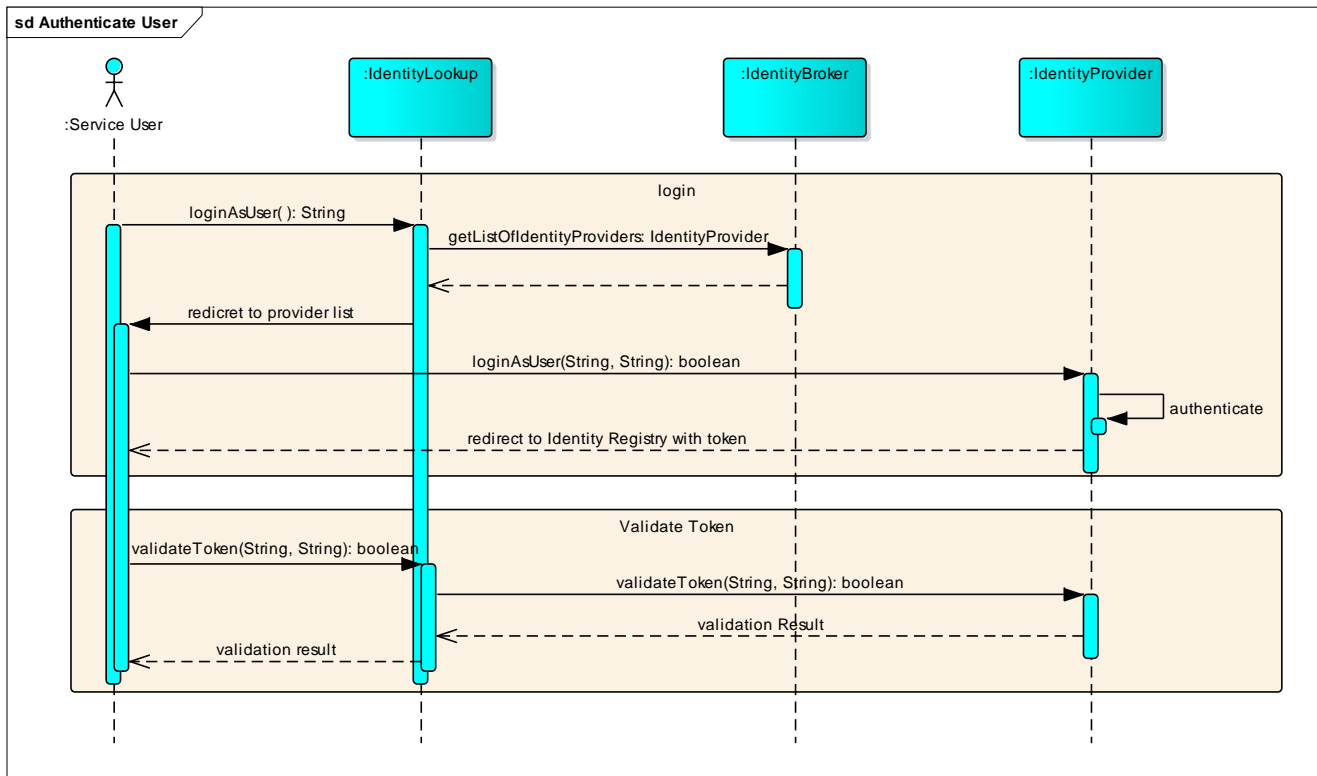 sd Authenticate User
:Service User
:IdentityLookup
:IdentityBroker
:IdentityProvider
login
loginAsUser( ): String
getListOfIdentityProviders: IdentityProvider
redicret to provider list
loginAsUser(String, String): boolean
authenticate
redirect to Identity Registry with token
Validate Token
validateToken(String, String): boolean
validateToken(String, String): boolean
validation Result
validation result